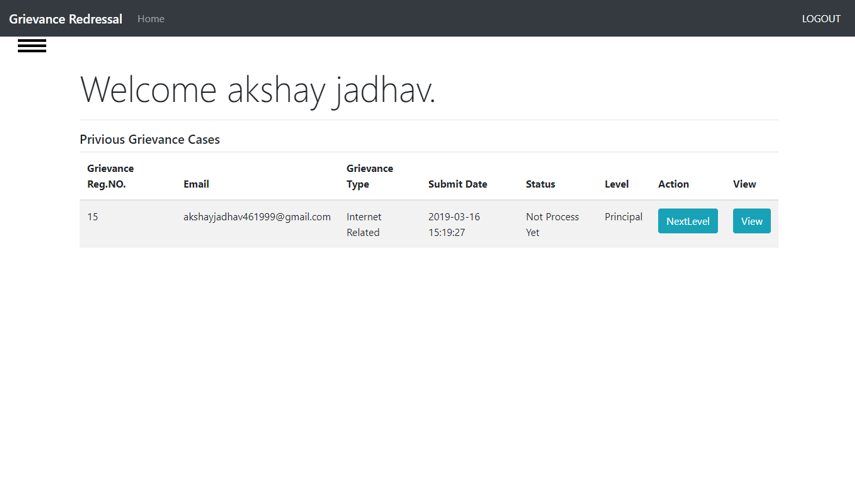 Grievance Redressal Home LOGOUT
Welcome akshay jadhav.
Privious Grievance Cases
Grievance Reg.NO. Email Grievance Type Submit Date Status Level Action View
15 akshayjadhav461999@gmail.com Internet Related 2019-03-16 15:19:27 Not Process Yet Principal NextLevel View